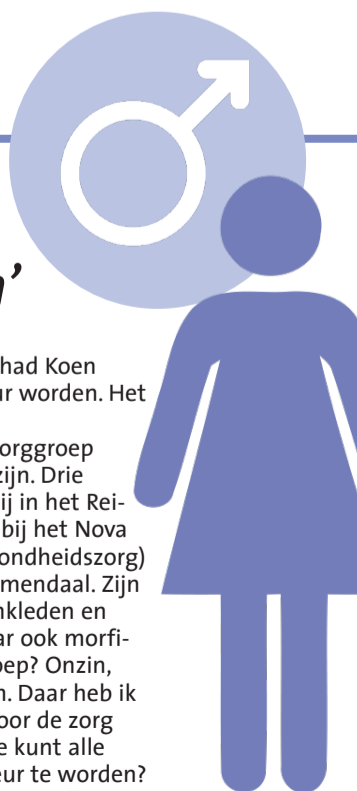 had Koen
ur worden. Het
orggroep
zijn. Drie
ij in het Rei-
bij het Nova
ondheidszorg)
mendaal. Zijn
nkleden en
ar ook morfi-
oep? Onzin,
n. Daar heb ik
oor de zorg
e kunt alle
eur te worden?